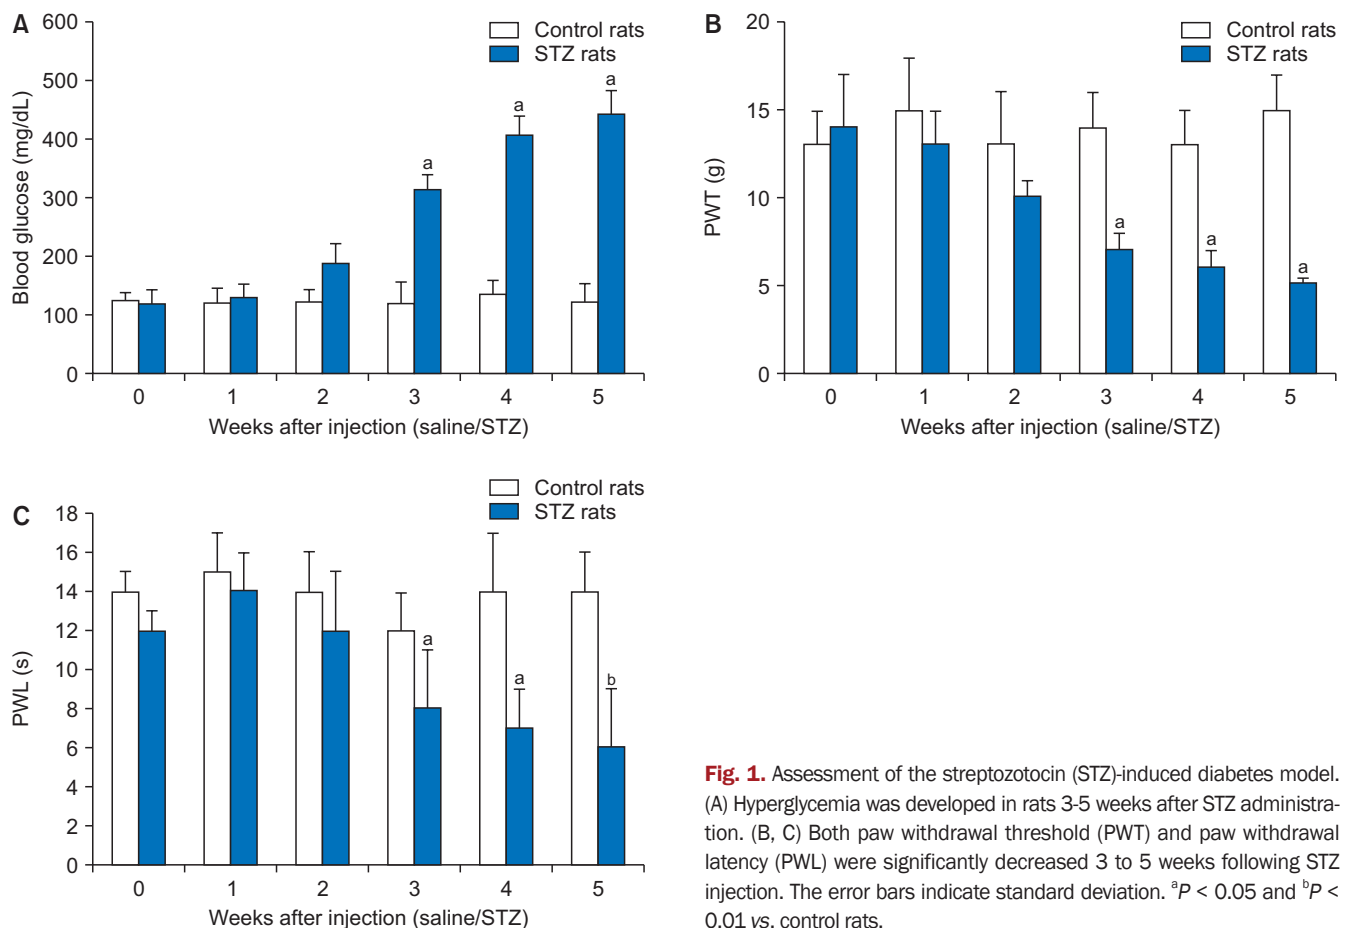 A
Control rats
STZ rats
Blood glucose (mg/dL)
600
500
400
300
200
100
0
a
a
a
0 1 2 3 4 5
Weeks after injection (saline/STZ)
B
Control rats
STZ rats
PWT (g)
20
15
10
5
0
a
a
a
0 1 2 3 4 5
Weeks after injection (saline/STZ)
C
Control rats
STZ rats
PWL (s)
18
16
14
12
10
8
6
4
2
0
a
a
b
0 1 2 3 4 5
Weeks after injection (saline/STZ)
Fig. 1. Assessment of the streptozotocin (STZ)-induced diabetes model.
(A) Hyperglycemia was developed in rats 3-5 weeks after STZ administra-
tion. (B, C) Both paw withdrawal threshold (PWT) and paw withdrawal
latency (PWL) were significantly decreased 3 to 5 weeks following STZ
injection. The error bars indicate standard deviation. ᵃP < 0.05 and ᵇP <
0.01 vs. control rats.